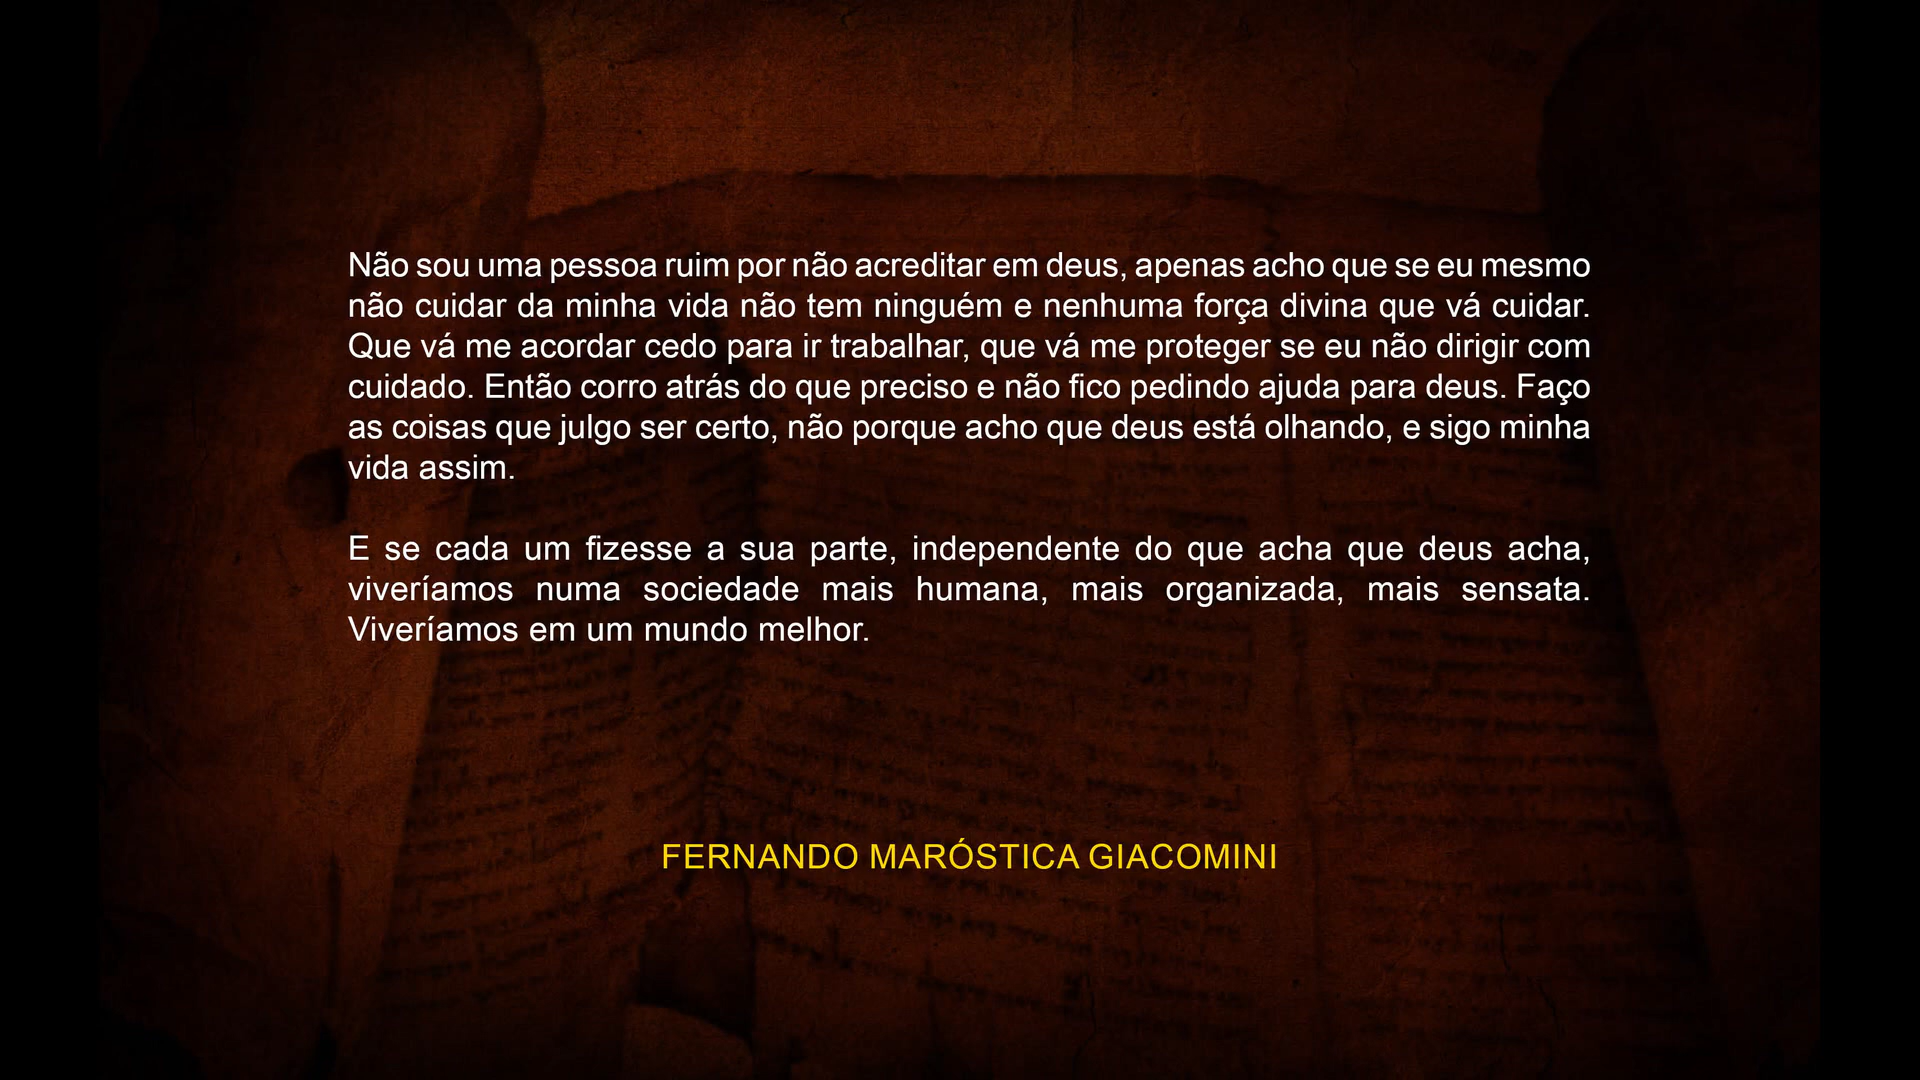 Não sou uma pessoa ruim por não acreditar em deus, apenas acho que se eu mesmo
não cuidar da minha vida não tem ninguém e nenhuma força divina que vá cuidar.
Que vá me acordar cedo para ir trabalhar, que vá me proteger se eu não dirigir com
cuidado. Então corro atrás do que preciso e não fico pedindo ajuda para deus. Faço
as coisas que julgo ser certo, não porque acho que deus está olhando, e sigo minha
vida assim.
E se cada um fizesse a sua parte, independente do que acha que deus acha,
viveríamos numa sociedade mais humana, mais organizada, mais sensata.
Viveríamos em um mundo melhor.
FERNANDO MARÓSTICA GIACOMINI